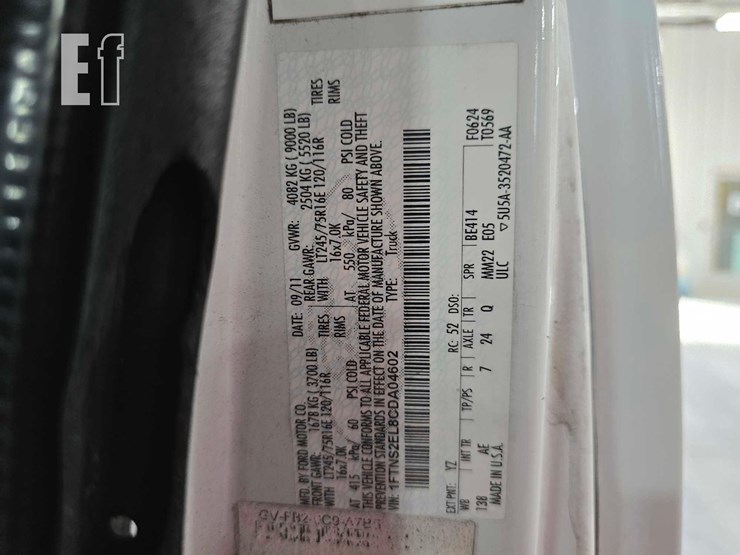 Ef
MFD. BY FORD MOTOR CO.
DATE: 09/11 GVWR: 4082 KG ( 9000 LB)
FRONT GAWR: 1678 KG ( 3700 LB) REAR GAWR: 2504 KG ( 5520 LB)
WITH LT245/75R16E 120/116R TIRES WITH LT245/75R16E 120/116R TIRES
16x7.0K RIMS 16x7.0K RIMS
AT 415 kPa/ 60 PSI COLD AT 550 kPa/ 80 PSI COLD
THIS VEHICLE CONFORMS TO ALL APPLICABLE FEDERAL MOTOR VEHICLE SAFETY AND THEFT
PREVENTION STANDARDS IN EFFECT ON THE DATE OF MANUFACTURE SHOWN ABOVE.
VIN: 1FTNS2EL8CDA04602 TYPE: Truck
EXT PNT: YZ RC: 52 DSO: F0624
WB INT TR TP/PS R AXLE TR SPR BE414 T0569
138 AE 7 24 Q MM22 E05
MADE IN U.S.A. ULC ▽5U5A-3520472-AA